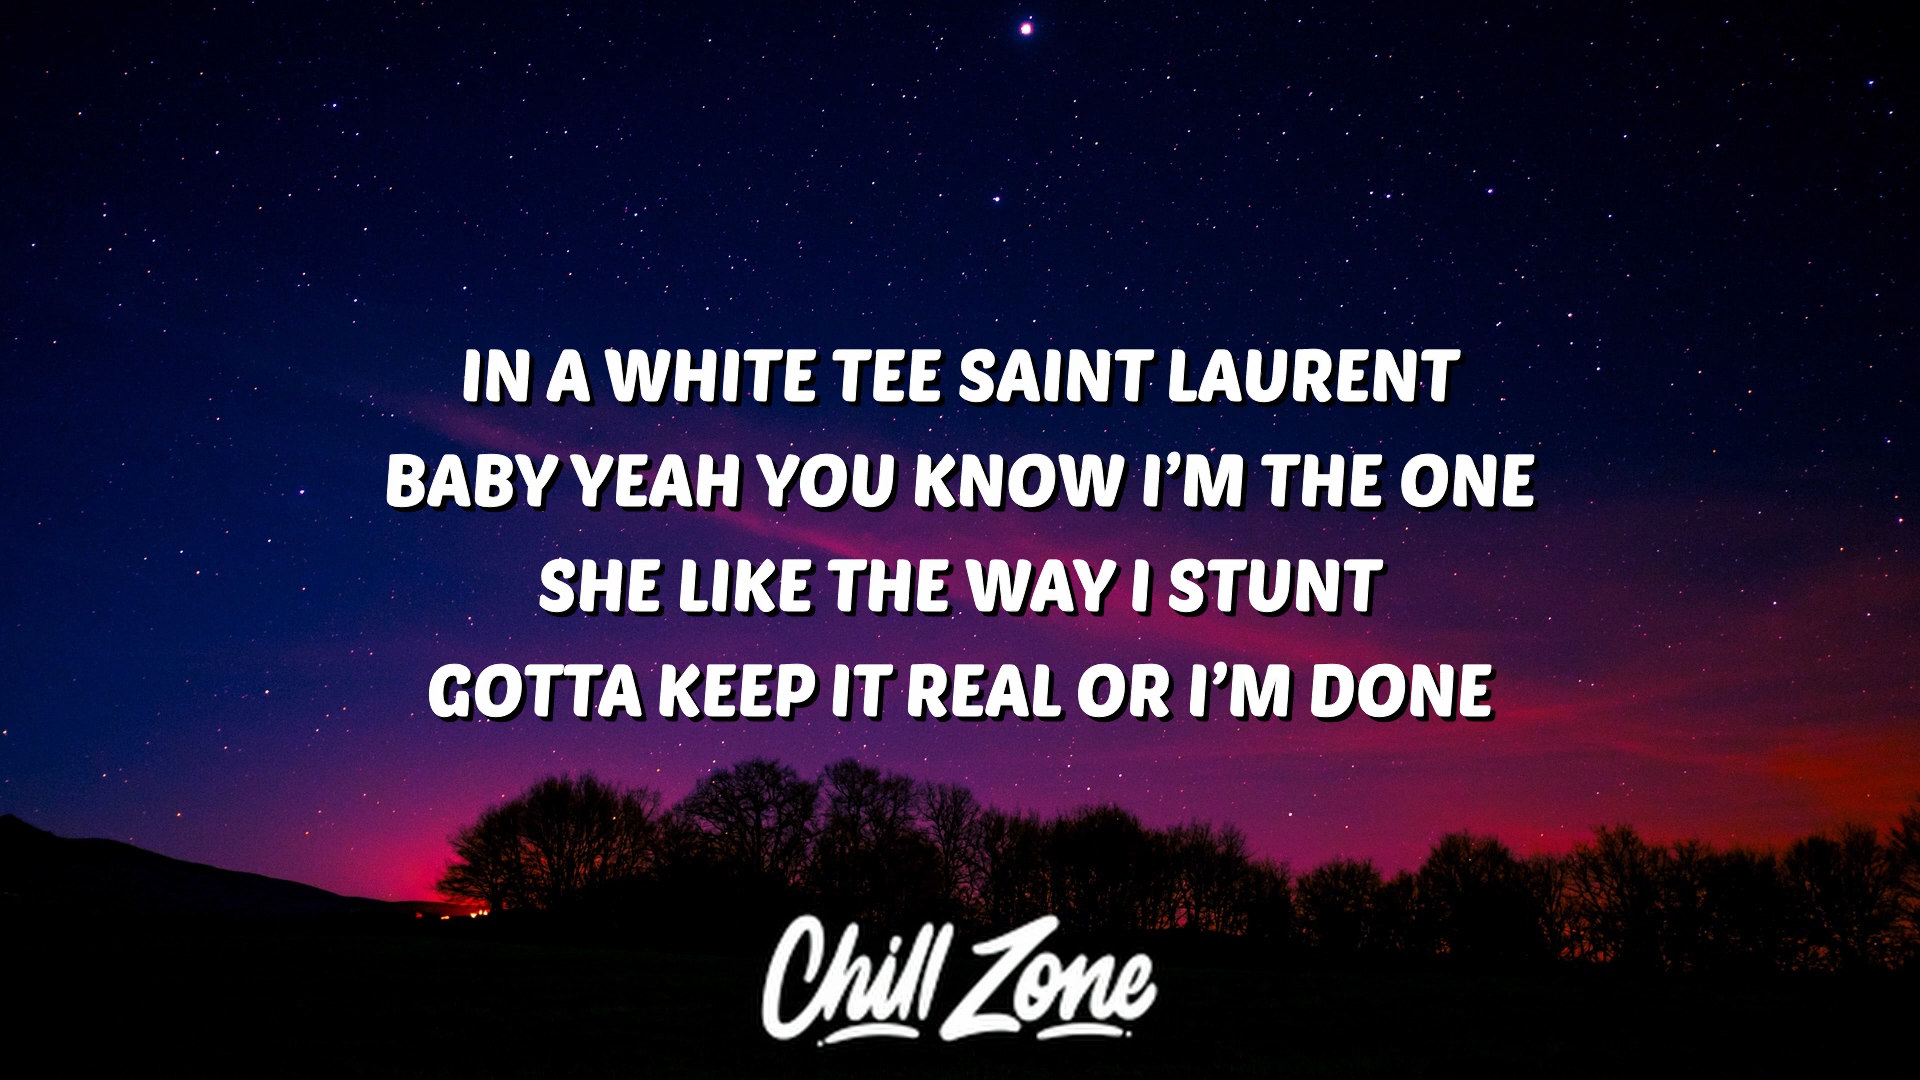 IN A WHITE TEE SAINT LAURENT
BABY YEAH YOU KNOW I’M THE ONE
SHE LIKE THE WAY I STUNT
GOTTA KEEP IT REAL OR I’M DONE
Chill Zone